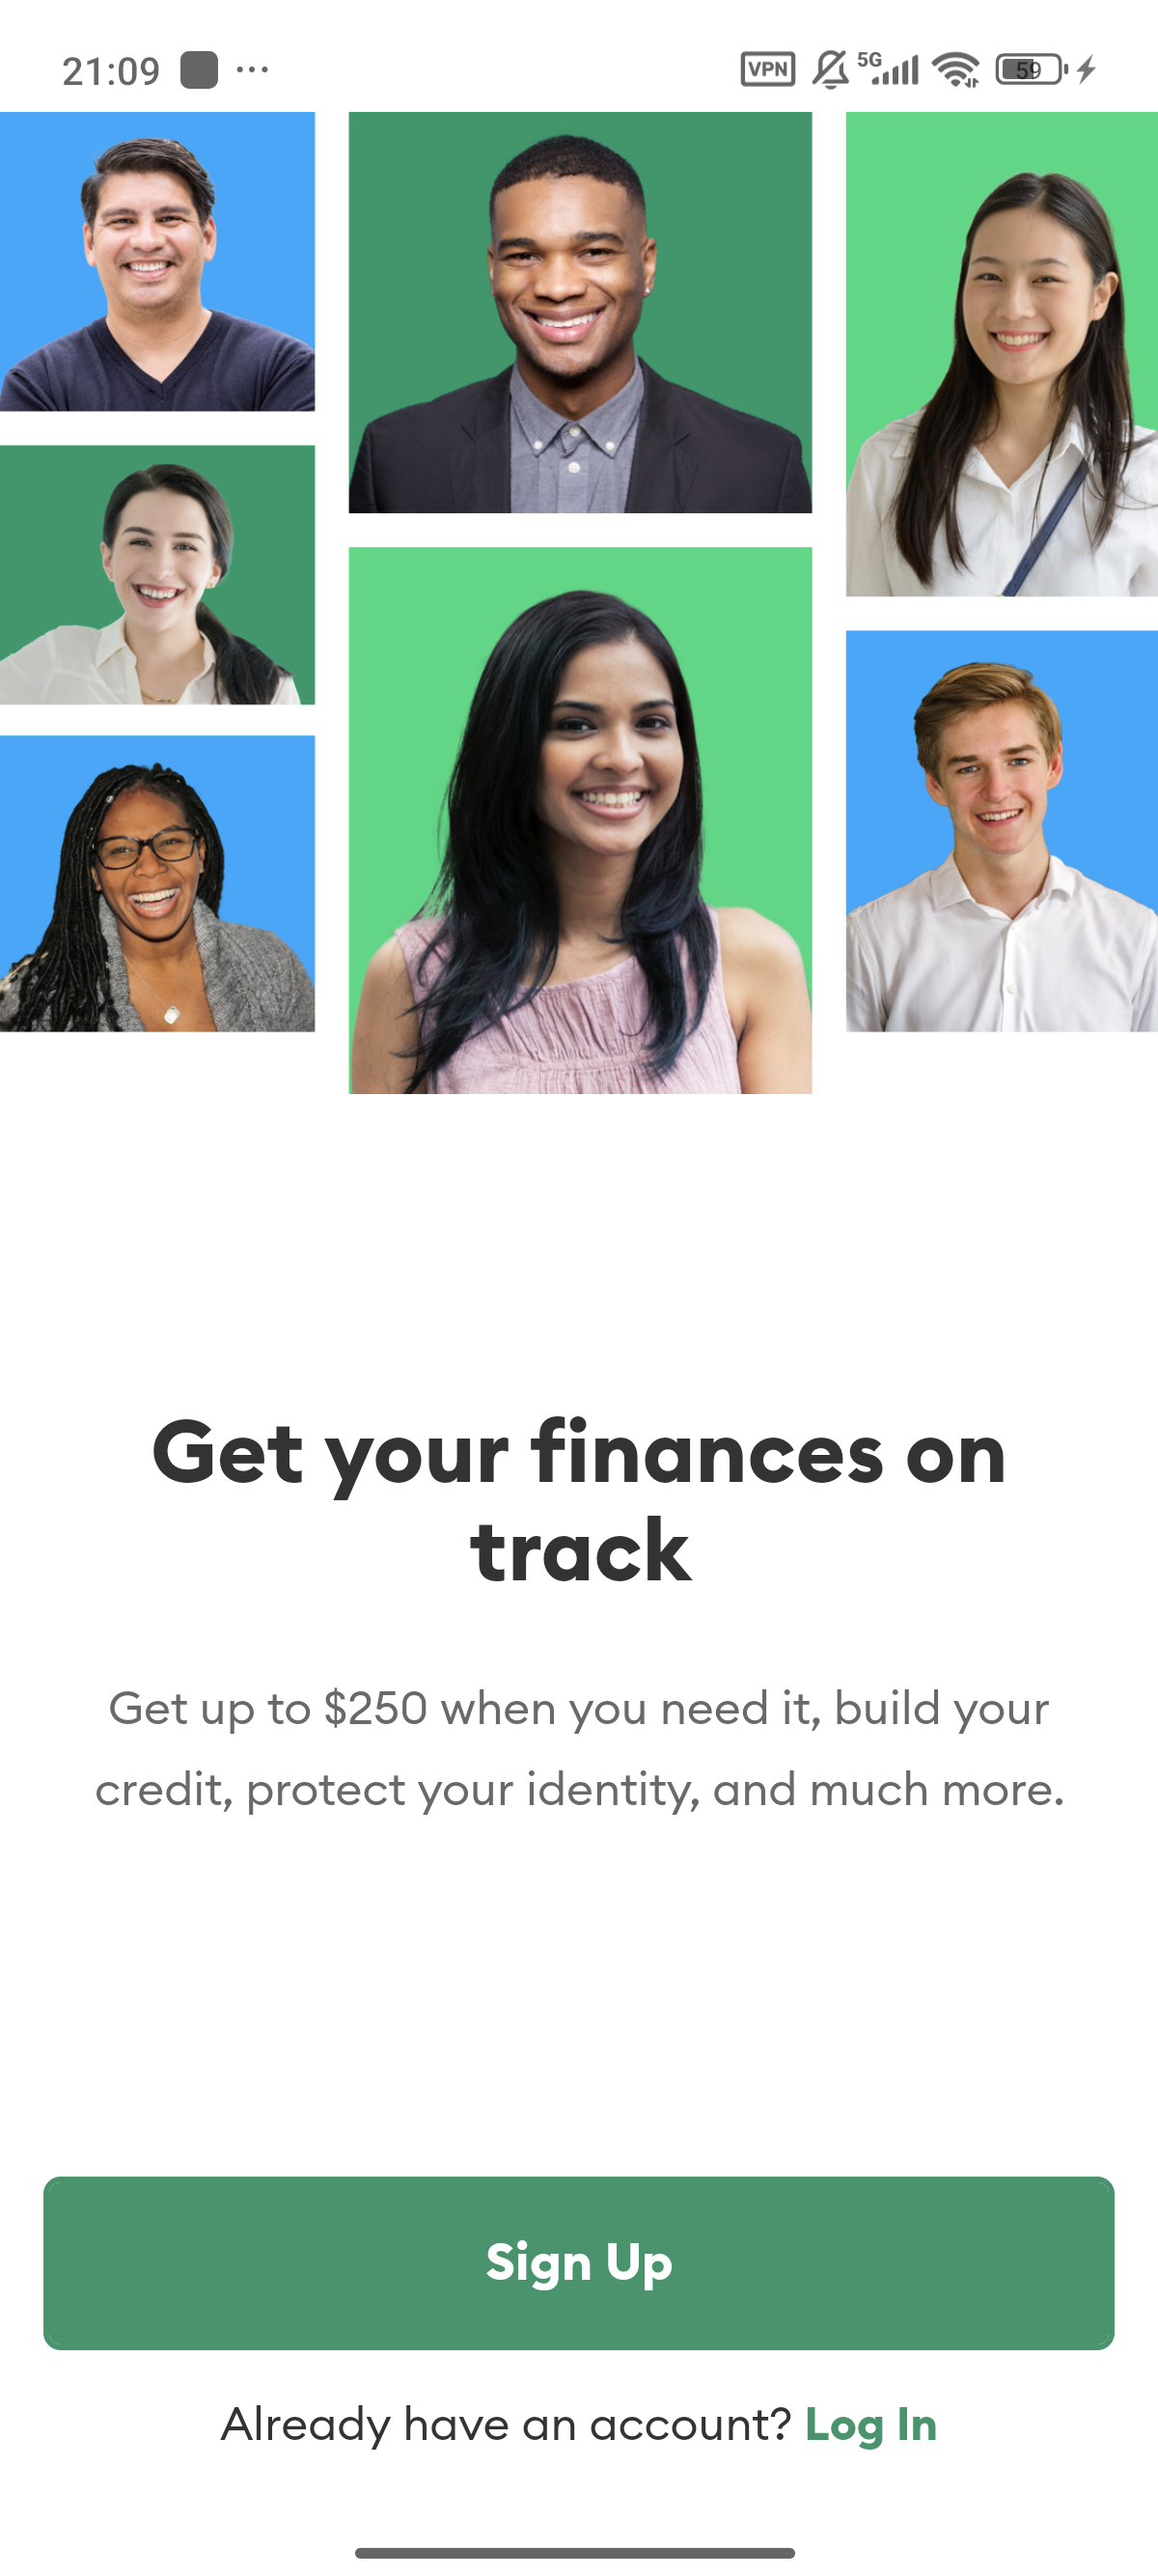 21:09
VPN
5G
59
Get your finances on
track
Get up to $250 when you need it, build your
credit, protect your identity, and much more.
Sign Up
Already have an account? Log In